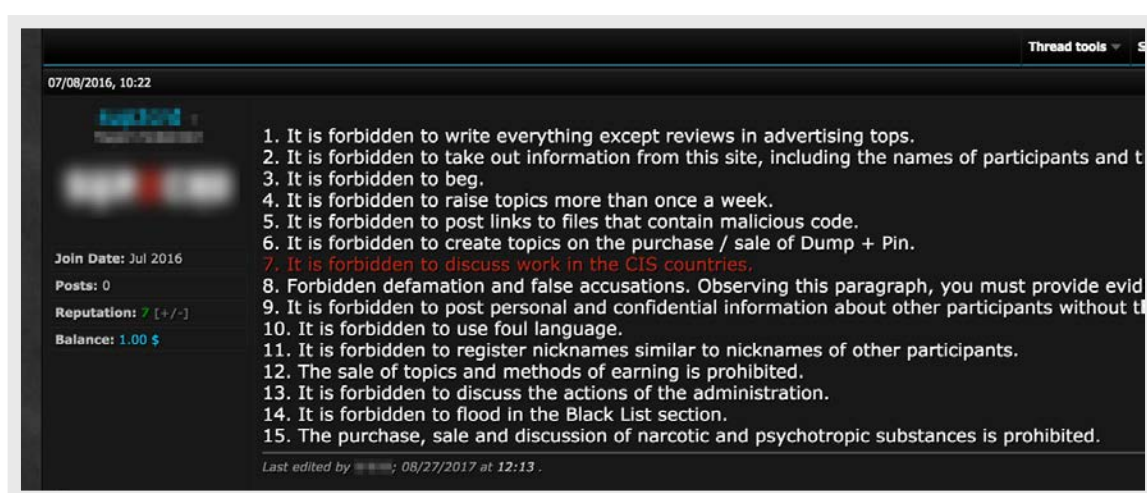 Thread tools
07/08/2016, 10:22
1. It is forbidden to write everything except reviews in advertising tops.
2. It is forbidden to take out information from this site, including the names of participants and
3. It is forbidden to beg.
4. It is forbidden to raise topics more than once a week.
5. It is forbidden to post links to files that contain malicious code.
6. It is forbidden to create topics on the purchase / sale of Dump + Pin.
7. It is forbidden to discuss work in the CIS countries.
8. Forbidden defamation and false accusations. Observing this paragraph, you must provide
9. It is forbidden to post personal and confidential information about other participants without
10. It is forbidden to use foul language.
11. It is forbidden to register nicknames similar to nicknames of other participants.
12. The sale of topics and methods of earning is prohibited.
13. It is forbidden to discuss the actions of the administration.
14. It is forbidden to flood in the Black List section.
15. The purchase, sale and discussion of narcotic and psychotropic substances is prohibited.
Join Date: Jul 2016
Posts: 0
Reputation: 7 [+/-]
Balance: 1.00 $
Last edited by ; 08/27/2017 at 12:13 .